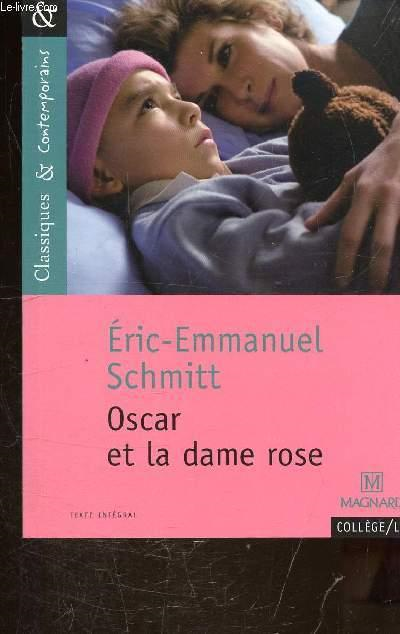 Le-livre.com
&
Classiques & Contemporains
Éric-Emmanuel
Schmitt
Oscar
et la dame rose
M
MAGNARD
TEXTE INTÉGRAL
COLLÈGE/L